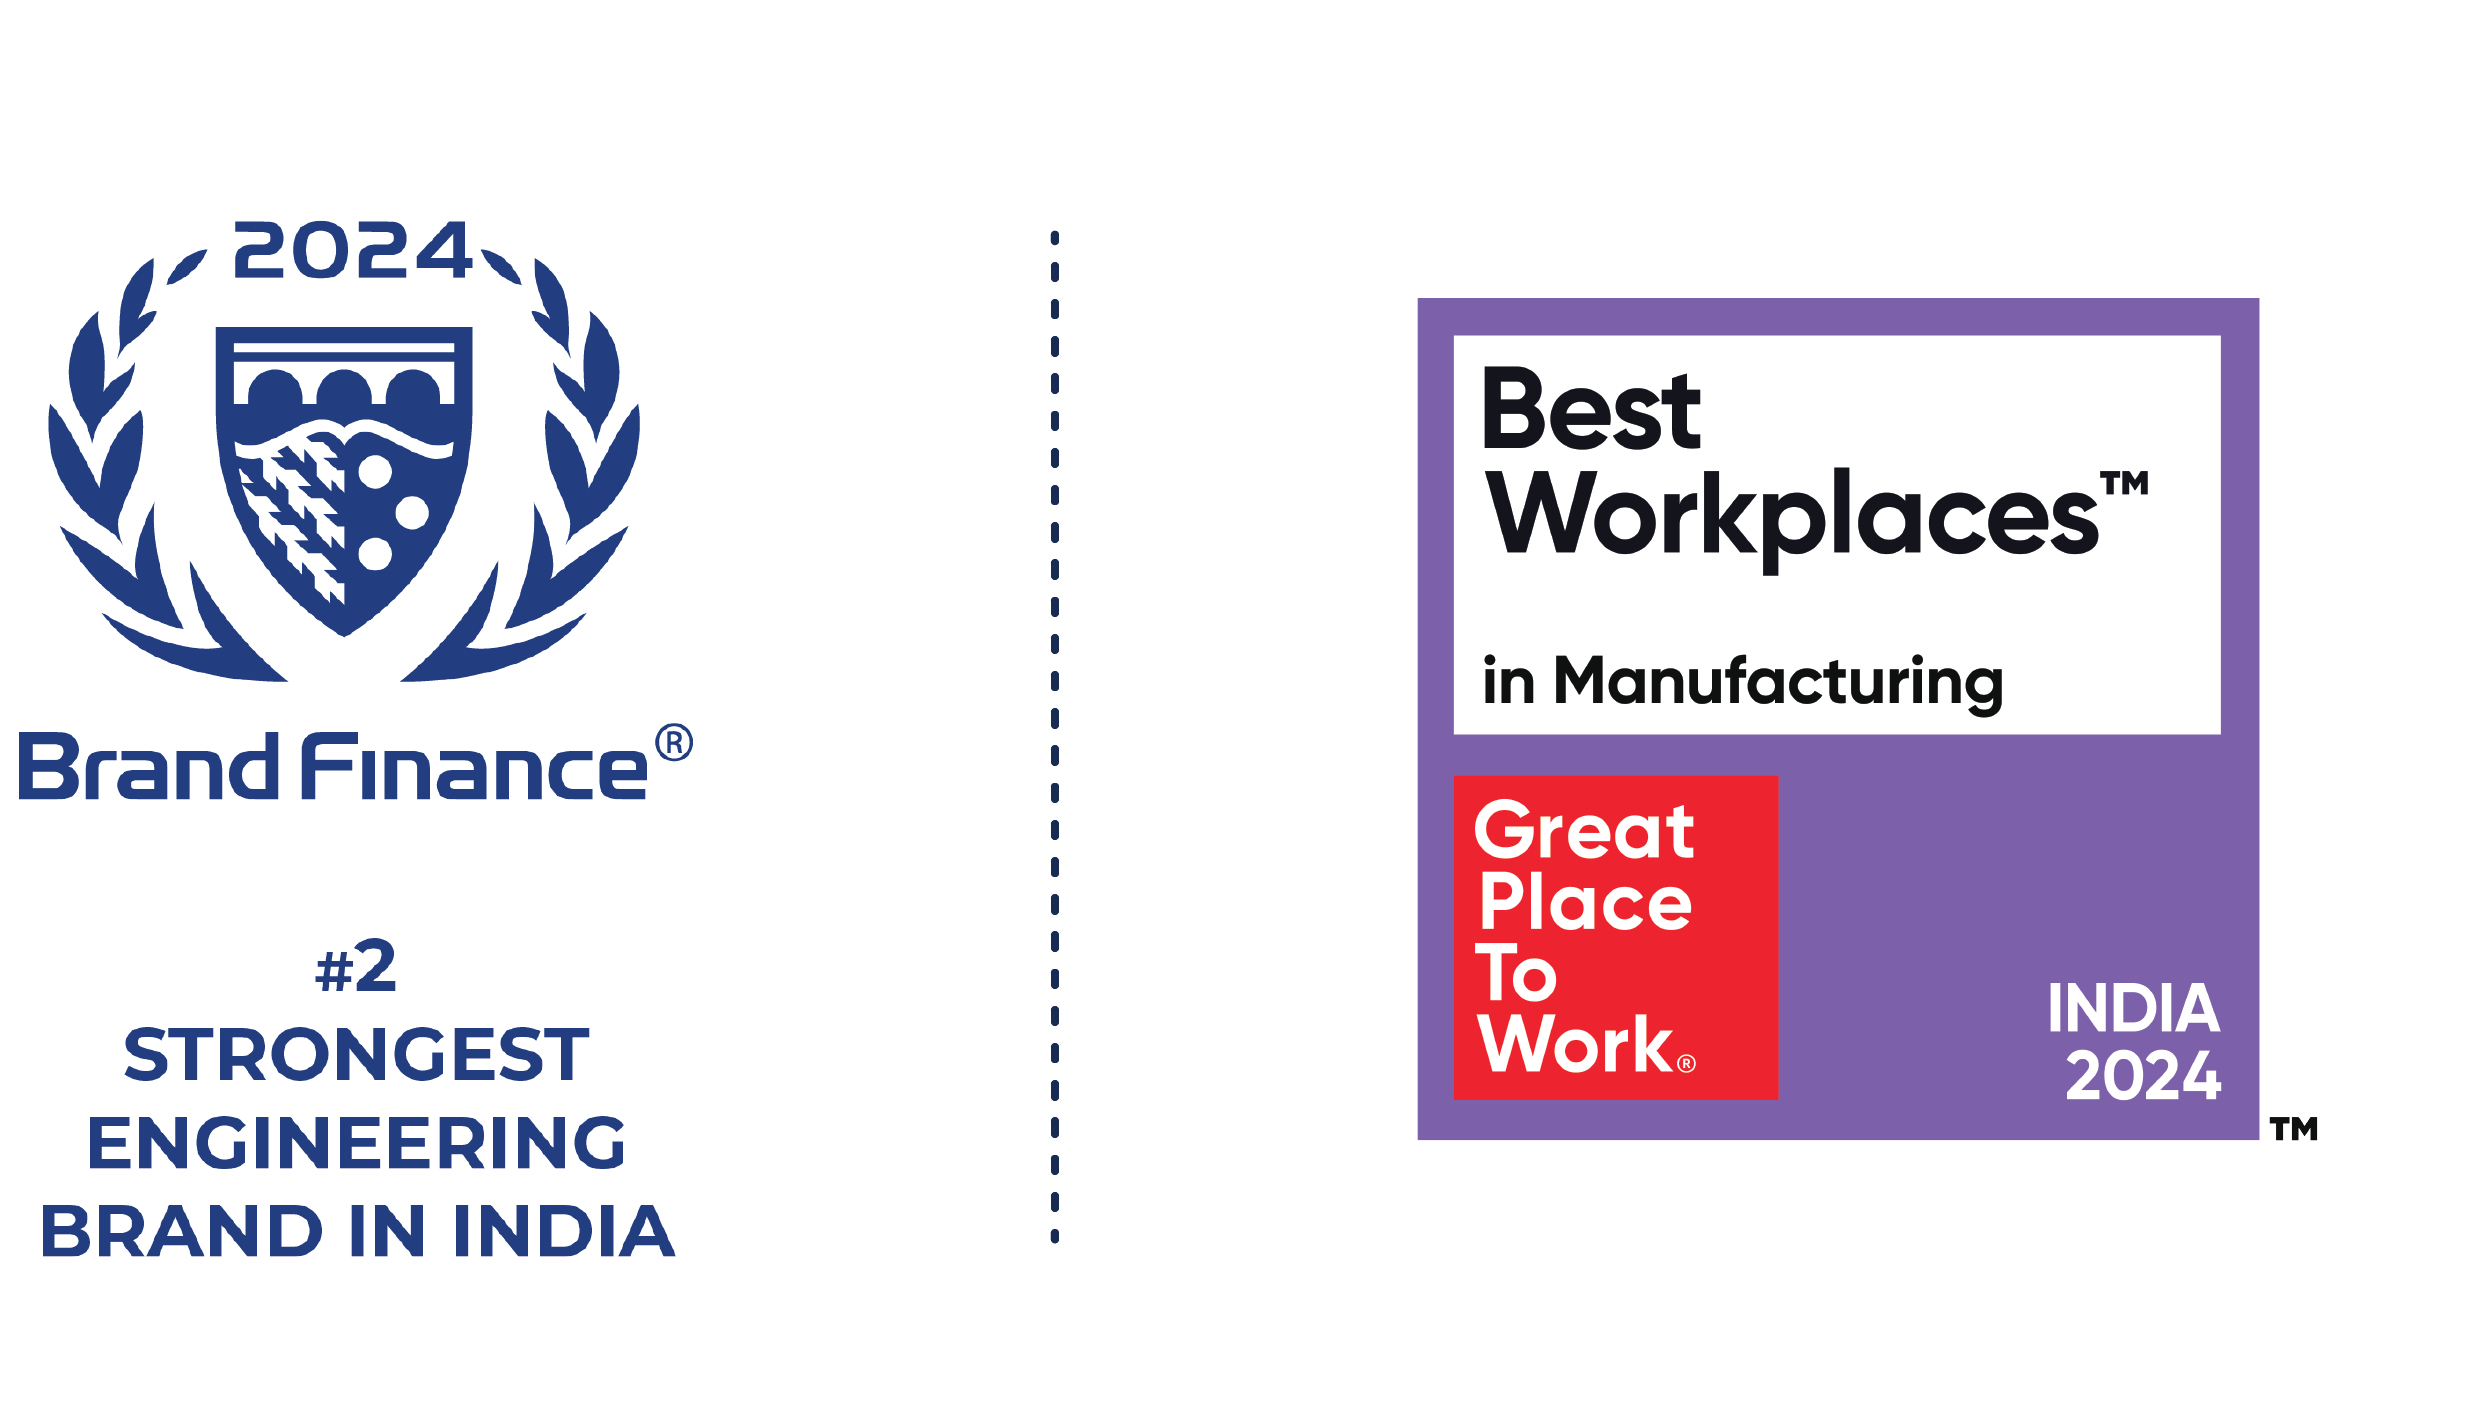 2024
Brand Finance®
#2
STRONGEST
ENGINEERING
BRAND IN INDIA
Best
Workplaces™
in Manufacturing
Great
Place
To
Work®
INDIA
2024
™